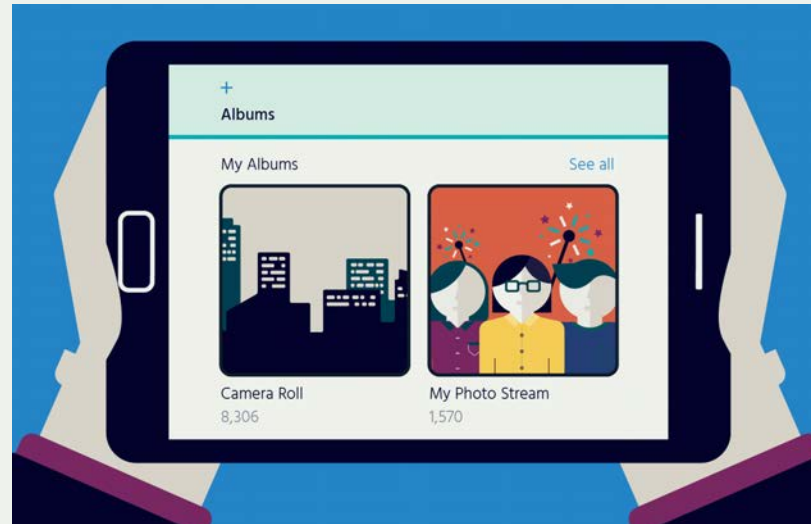 +
Albums
My Albums
See all
Camera Roll
My Photo Stream
8,306
1,570